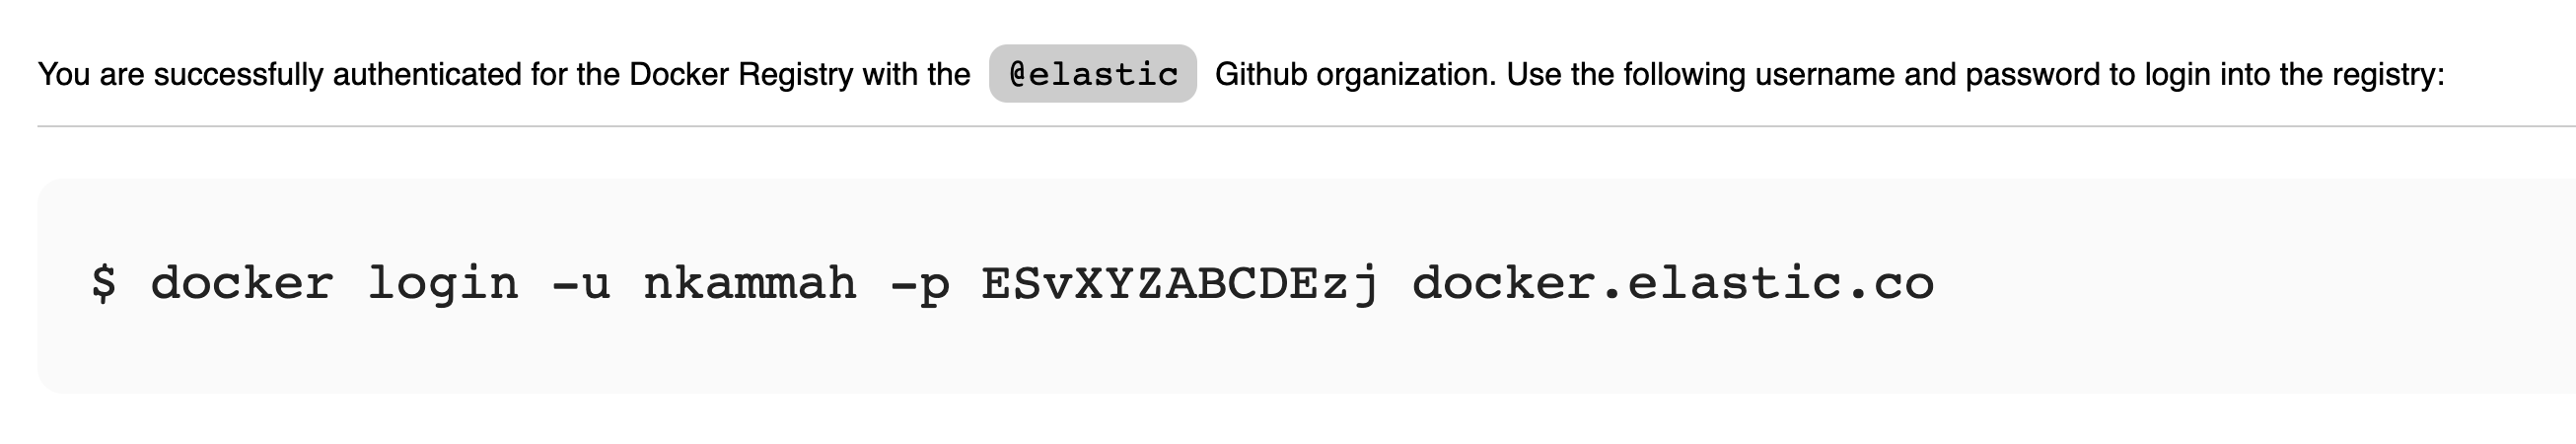 You are successfully authenticated for the Docker Registry with the @elastic Github organization. Use the following username and password to login into the registry:
$ docker login -u nkammah -p ESvXYZABCDEzj docker.elastic.co